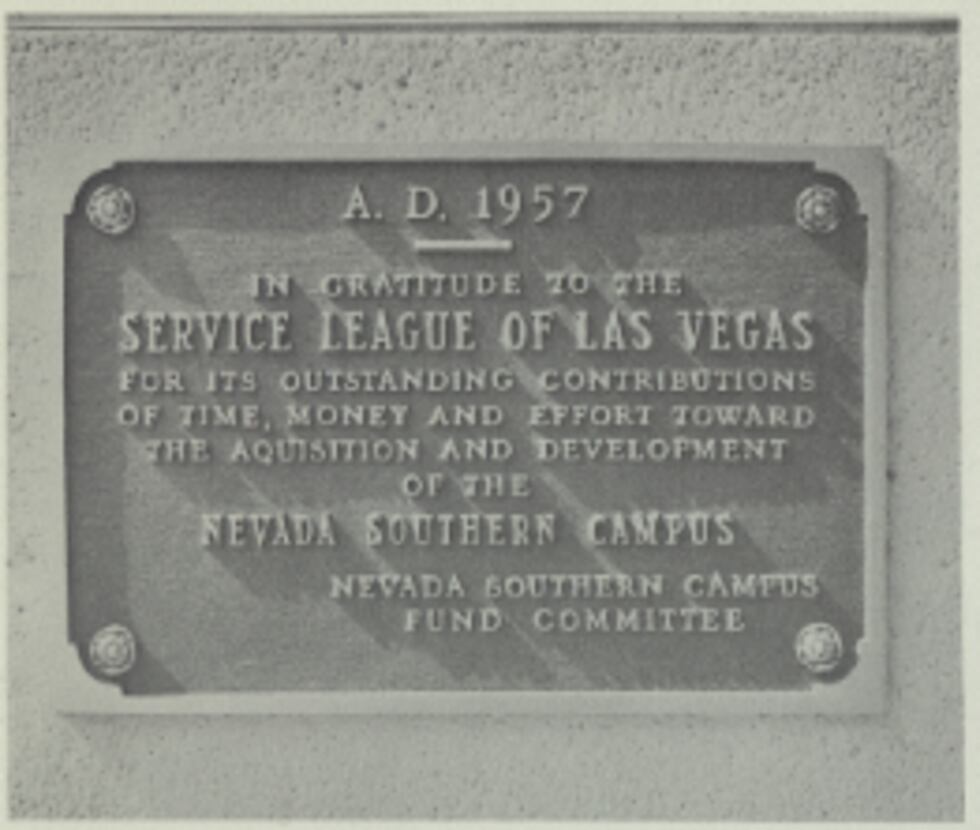 A. D. 1957
IN GRATITUDE TO THE
SERVICE LEAGUE OF LAS VEGAS
FOR ITS OUTSTANDING CONTRIBUTIONS
OF TIME, MONEY AND EFFORT TOWARD
THE AQUISITION AND DEVELOPMENT
OF THE
NEVADA SOUTHERN CAMPUS
NEVADA SOUTHERN CAMPUS
FUND COMMITTEE